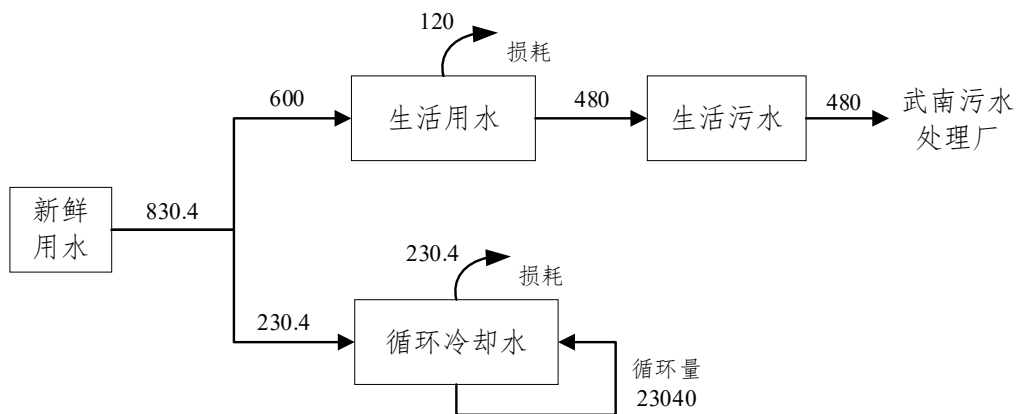 120
损耗
600
生活用水
480
生活污水
480
武南污水
处理厂
新鲜
用水
830.4
230.4
损耗
230.4
循环冷却水
循环量
23040